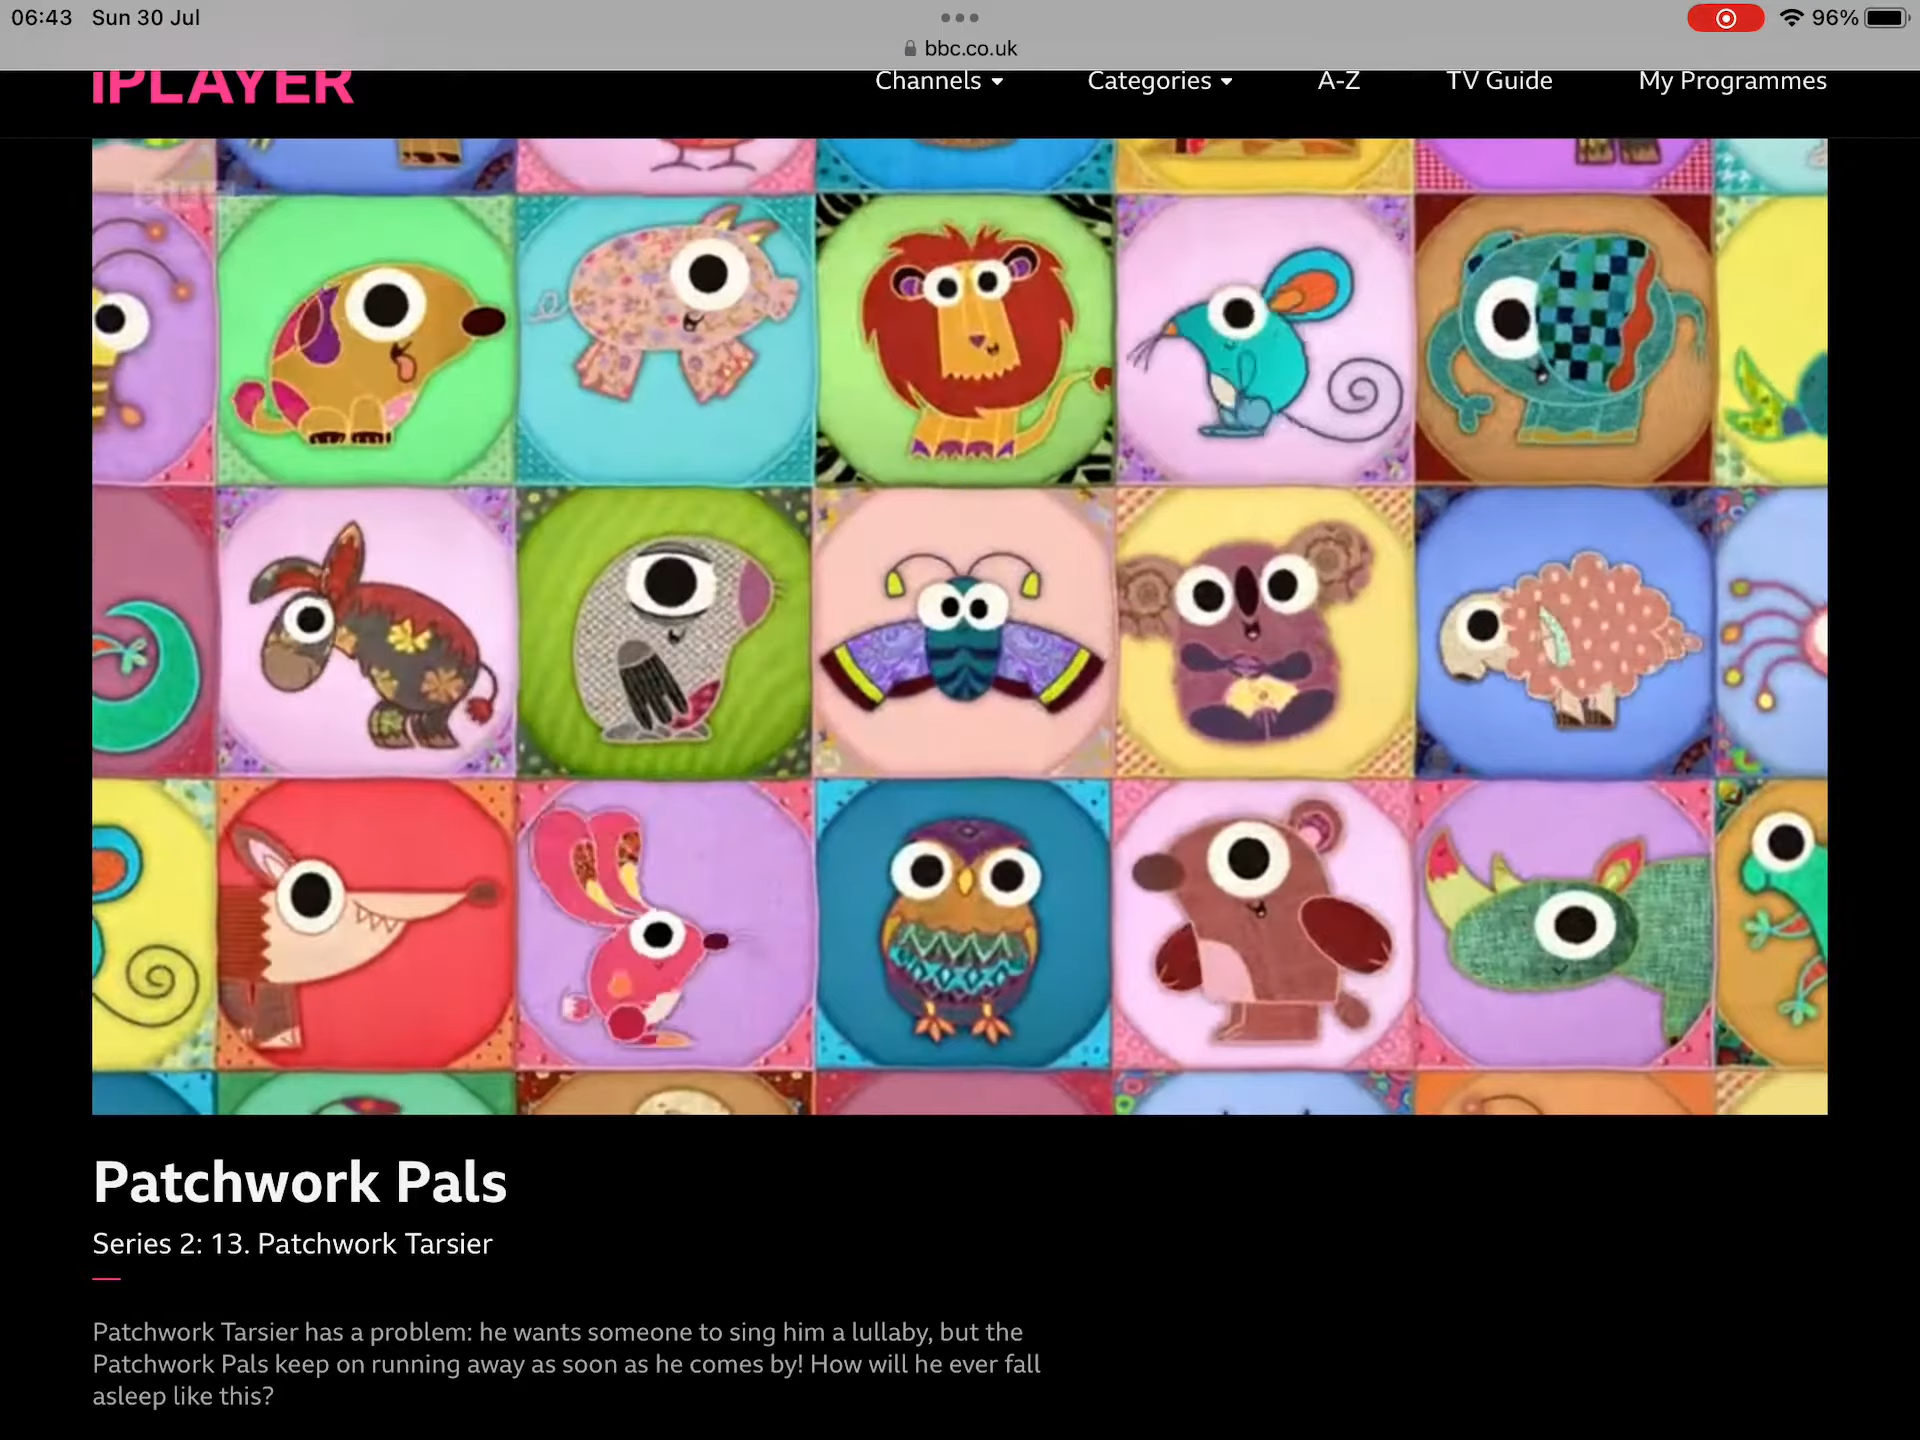 06:43 Sun 30 Jul
96%
bbc.co.uk
iPLAYER
Channels Categories A-Z TV Guide My Programmes
Patchwork Pals
Series 2: 13. Patchwork Tarsier
Patchwork Tarsier has a problem: he wants someone to sing him a lullaby, but the
Patchwork Pals keep on running away as soon as he comes by! How will he ever fall
asleep like this?